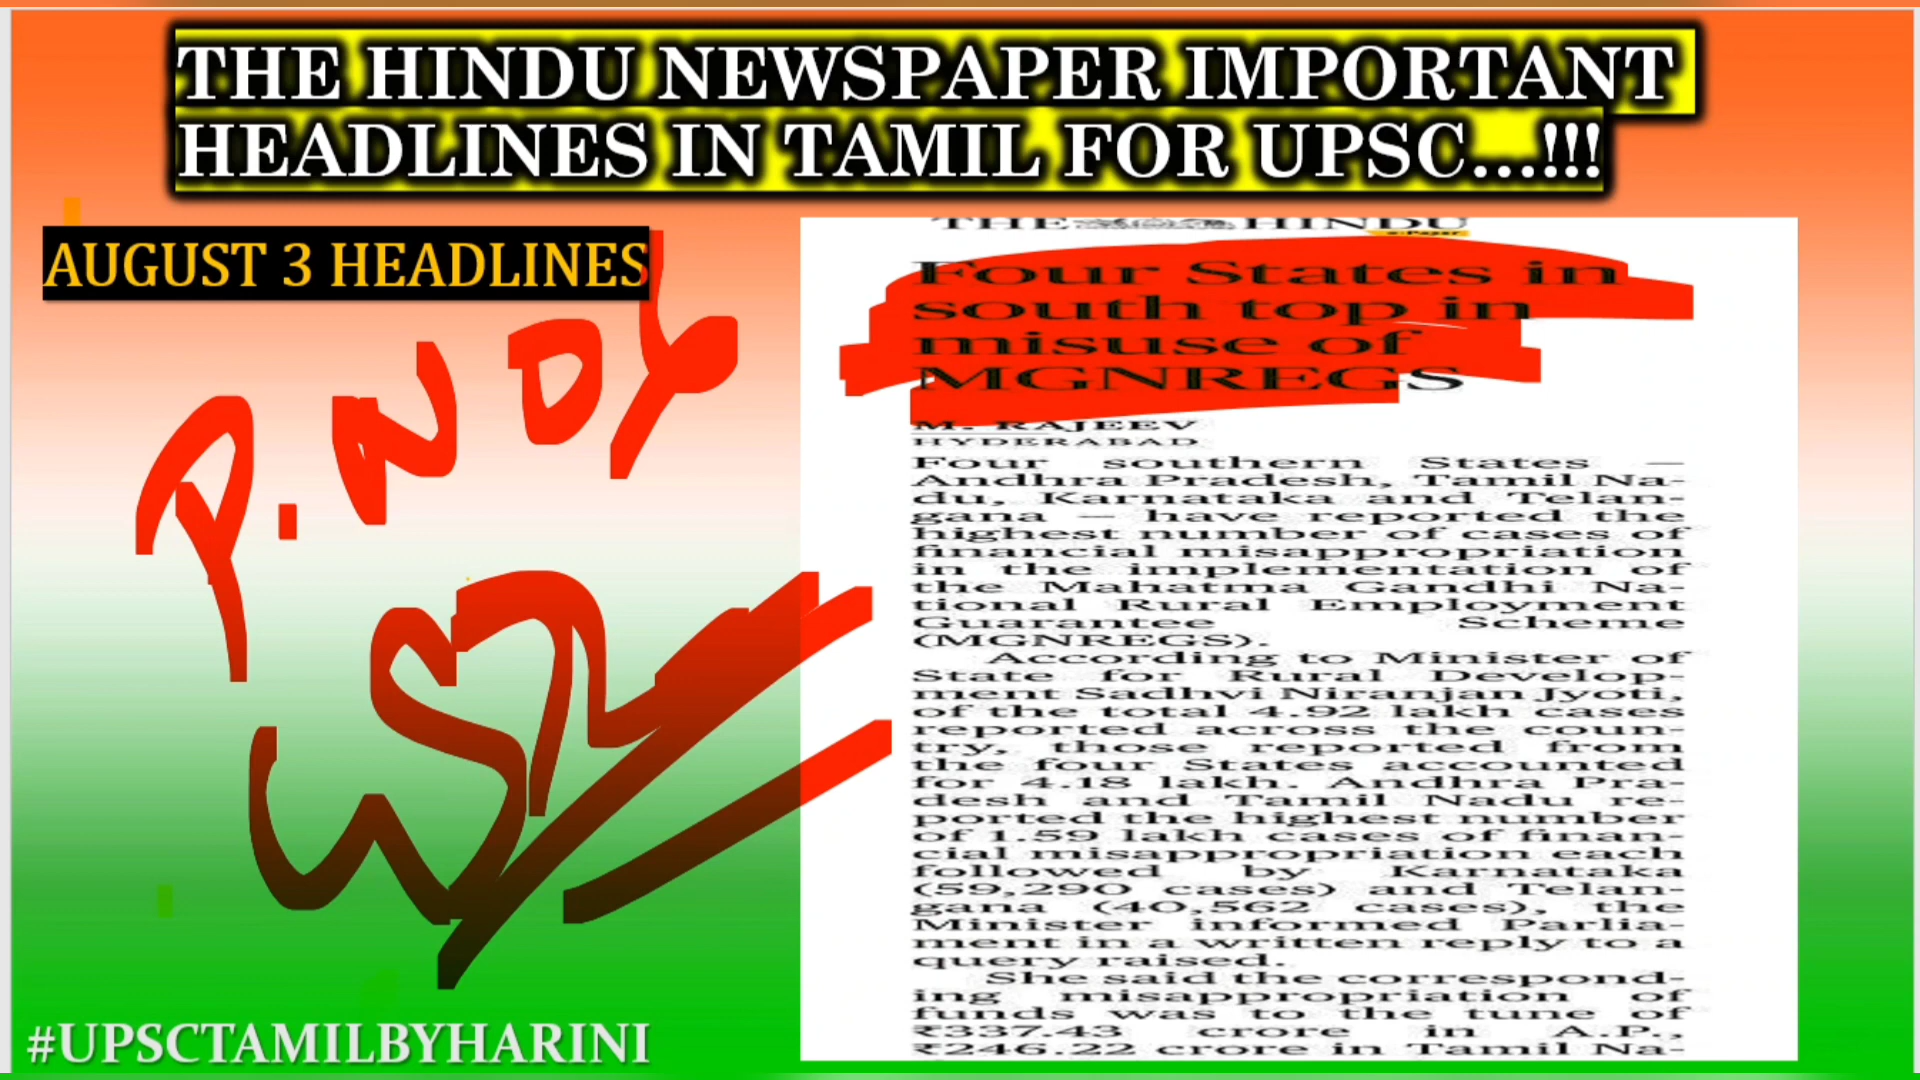 THE HINDU NEWSPAPER IMPORTANT
HEADLINES IN TAMIL FOR UPSC...!!!
AUGUST 3 HEADLINES
P.NO
THE HINDU
e-Paper
Four States in
south top in
misuse of
MGNREGS
M. RAJEEV
HYDERABAD
Four southern States —
Andhra Pradesh, Tamil Na-
du, Karnataka and Telan-
gana — have reported the
highest number of cases of
financial misappropriation
in the implementation of
the Mahatma Gandhi Na-
tional Rural Employment
Guarantee Scheme
(MGNREGS).
According to Minister of
State for Rural Develop-
ment Sadhvi Niranjan Jyoti,
of the total 4.92 lakh cases
reported across the coun-
try, those reported from
the four States accounted
for 4.18 lakh. Andhra Pra-
desh and Tamil Nadu re-
ported the highest number
of 1.59 lakh cases of finan-
cial misappropriation each
followed by Karnataka
(59,290 cases) and Telan-
gana (40,562 cases), the
Minister informed Parlia-
ment in a written reply to a
query raised.
She said the correspond-
ing misappropriation of
funds was to the tune of
₹337.43 crore in A.P.,
₹246.22 crore in Tamil Na-
#UPSCTAMILBYHARINI